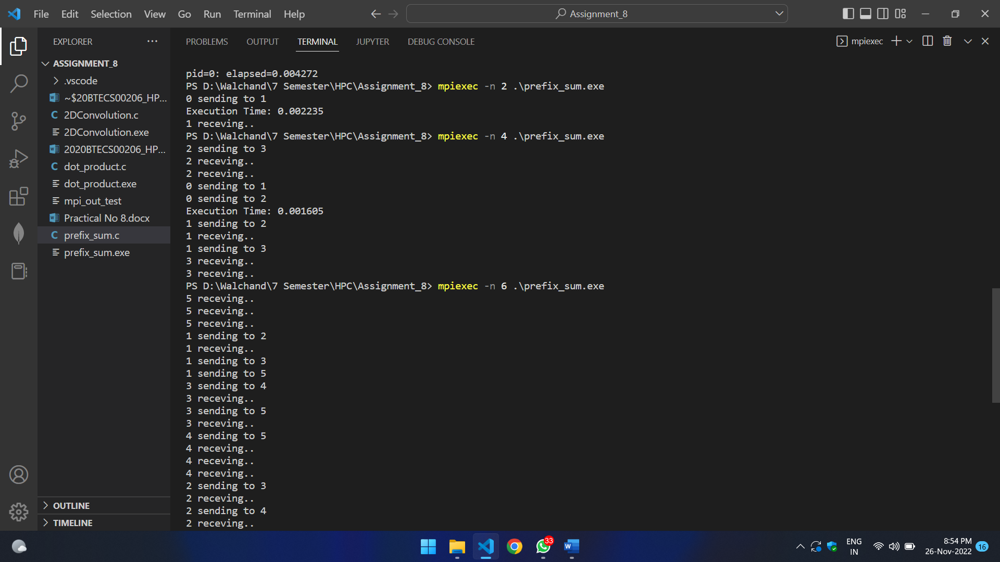 File Edit Selection View Go Run Terminal Help
Assignment_8
EXPLORER
ASSIGNMENT_8
.vscode
~$20BTECS00206_HP...
2DConvolution.c
2DConvolution.exe
2020BTECS00206_HP...
dot_product.c
dot_product.exe
mpi_out_test
Practical No 8.docx
prefix_sum.c
prefix_sum.exe
OUTLINE
TIMELINE
PROBLEMS OUTPUT TERMINAL JUPYTER DEBUG CONSOLE
mpiexec
pid=0: elapsed=0.004272
PS D:\Walchand\7 Semester\HPC\Assignment_8> mpiexec -n 2 .\prefix_sum.exe
0 sending to 1
Execution Time: 0.002235
1 receving..
PS D:\Walchand\7 Semester\HPC\Assignment_8> mpiexec -n 4 .\prefix_sum.exe
2 sending to 3
2 receving..
2 receving..
0 sending to 1
0 sending to 2
Execution Time: 0.001605
1 sending to 2
1 receving..
1 sending to 3
3 receving..
3 receving..
PS D:\Walchand\7 Semester\HPC\Assignment_8> mpiexec -n 6 .\prefix_sum.exe
5 receving..
5 receving..
5 receving..
1 sending to 2
1 receving..
1 sending to 3
1 sending to 5
3 sending to 4
3 receving..
3 sending to 5
3 receving..
4 sending to 5
4 receving..
4 receving..
4 receving..
2 sending to 3
2 receving..
2 sending to 4
2 receving..
33
ENG
IN
8:54 PM
26-Nov-2022
16